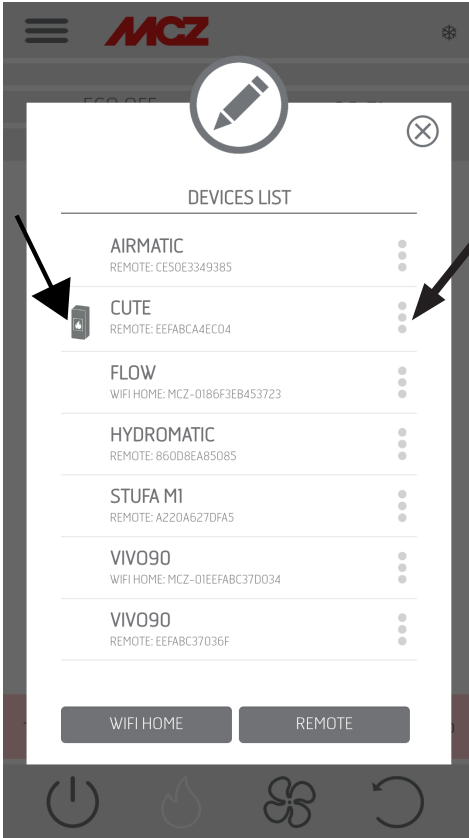 MCZ
DEVICES LIST
AIRMATIC
REMOTE: CE50E3349385
CUTE
REMOTE: EEFABCA4EC04
FLOW
WIFI HOME: MCZ-0186F3EB453723
HYDROMATIC
REMOTE: 860D8EA85085
STUFA M1
REMOTE: A220A627DFA5
VIVO90
WIFI HOME: MCZ-01EEFABC37D034
VIVO90
REMOTE: EEFABC37036F
WIFI HOME
REMOTE